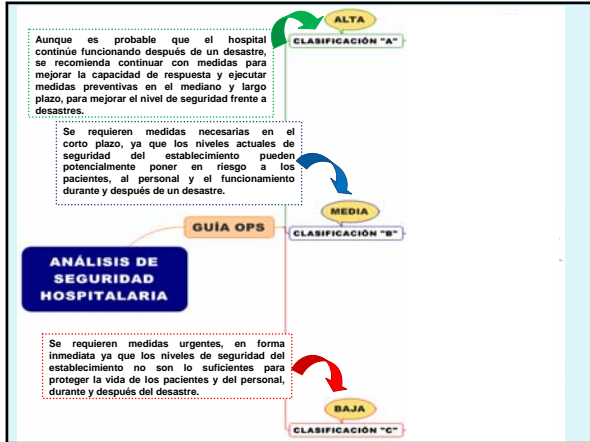 ALTA
CLASIFICACIÓN "A"
Aunque es probable que el hospital
continúe funcionando después de un desastre,
se recomienda continuar con medidas para
mejorar la capacidad de respuesta y ejecutar
medidas preventivas en el mediano y largo
plazo, para mejorar el nivel de seguridad frente a
desastres.
Se requieren medidas necesarias en el
corto plazo, ya que los niveles actuales de
seguridad del establecimiento pueden
potencialmente poner en riesgo a los
pacientes, al personal y el funcionamiento
durante y después de un desastre.
MEDIA
CLASIFICACIÓN "B"
GUÍA OPS
ANÁLISIS DE
SEGURIDAD
HOSPITALARIA
Se requieren medidas urgentes, en forma
inmediata ya que los niveles de seguridad del
establecimiento no son lo suficientes para
proteger la vida de los pacientes y del personal,
durante y después del desastre.
BAJA
CLASIFICACIÓN "C"